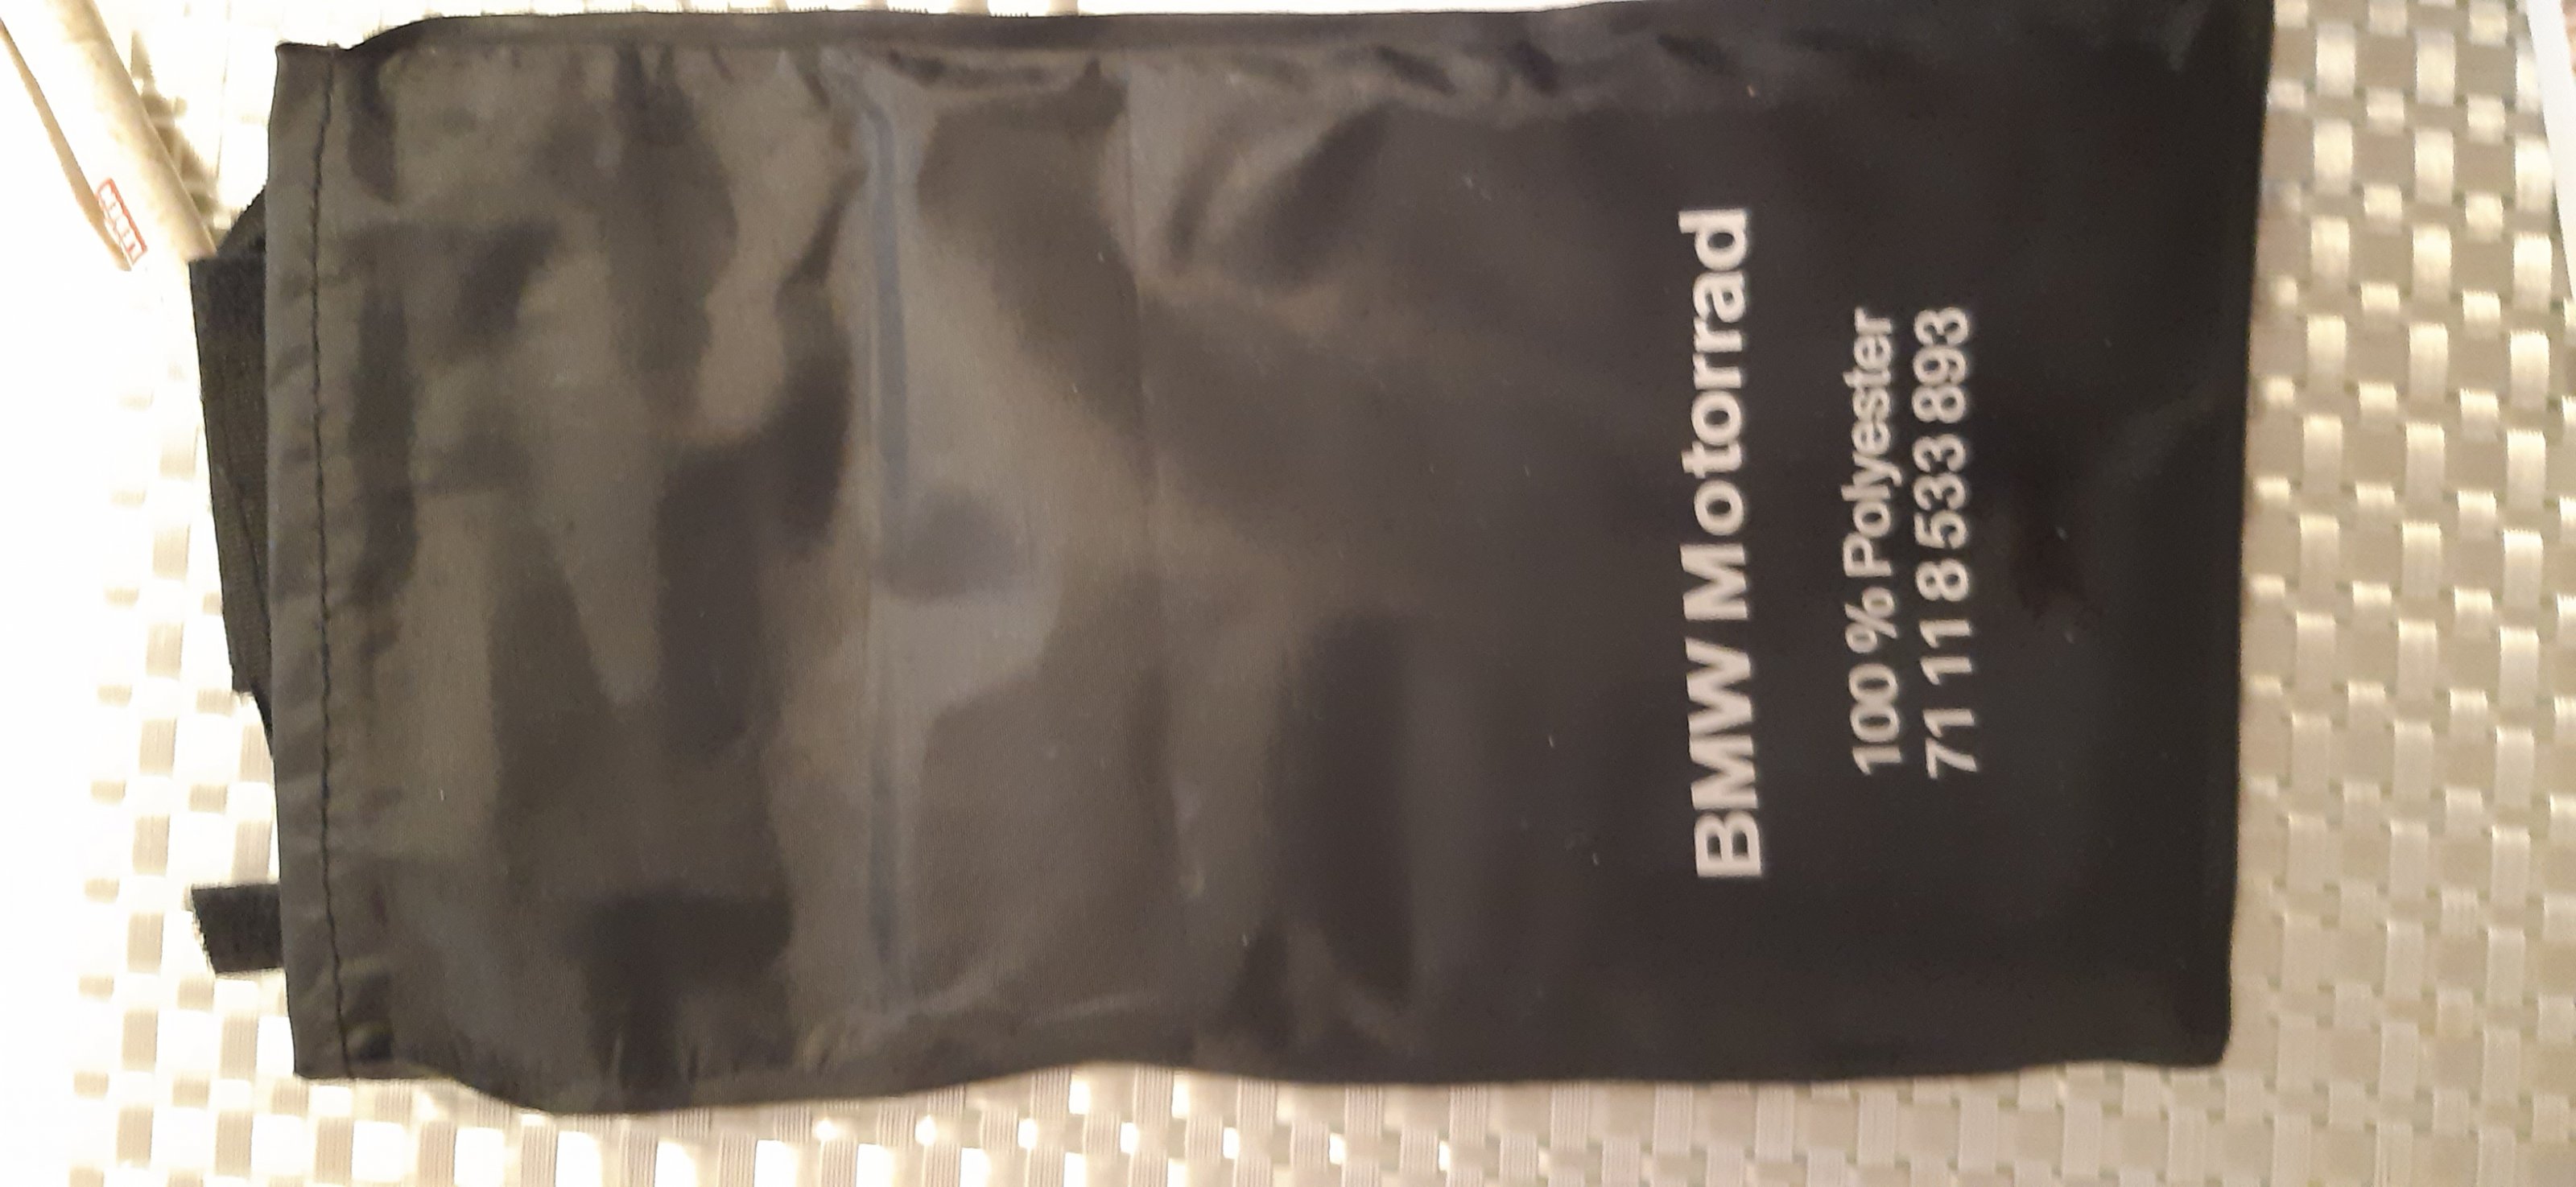 BMW Motorrad
100 % Polyester
71 11 8 533 893